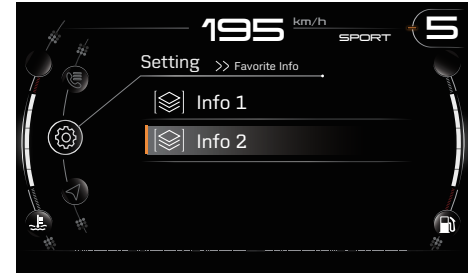 195 km/h SPORT 5
Setting >> Favorite Info
Info 1
Info 2